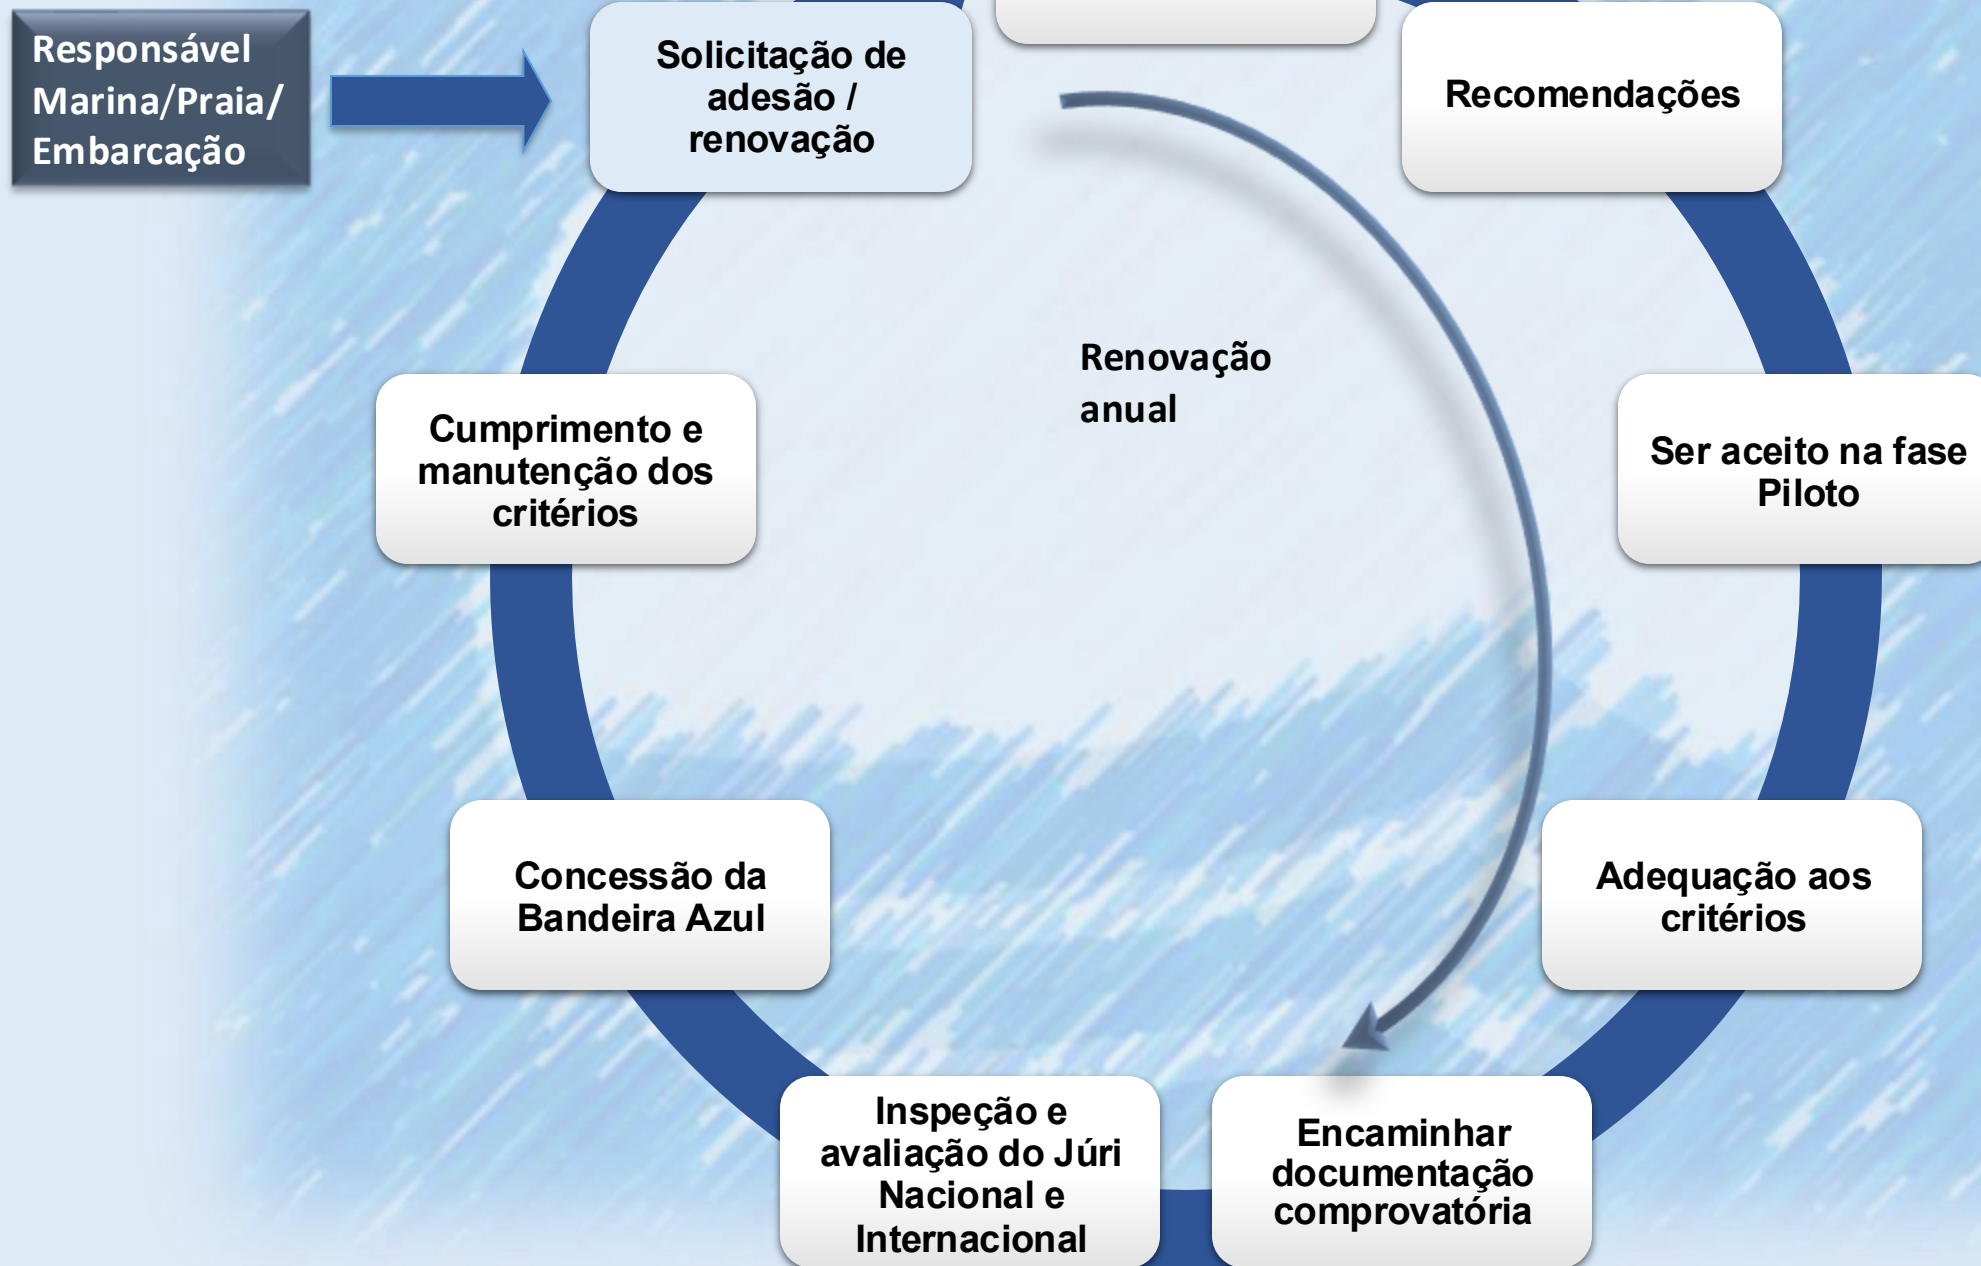 Responsável
Marina/Praia/
Embarcação
Solicitação de
adesão /
renovação
Recomendações
Renovação
anual
Cumprimento e
manutenção dos
critérios
Ser aceito na fase
Piloto
Concessão da
Bandeira Azul
Adequação aos
critérios
Inspeção e
avaliação do Júri
Nacional e
Internacional
Encaminhar
documentação
comprovatória